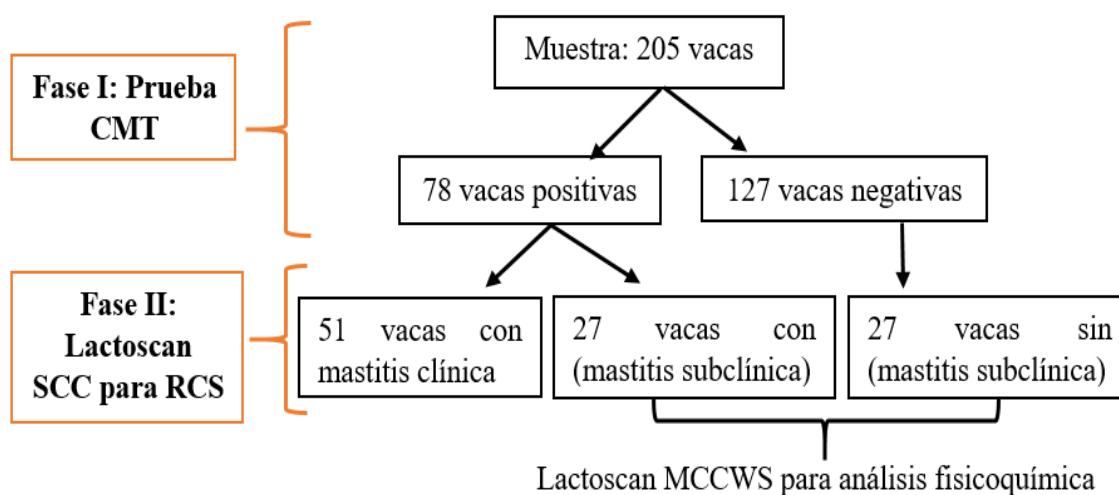 Muestra: 205 vacas
Fase I: Prueba
CMT
78 vacas positivas
127 vacas negativas
Fase II:
Lactoscan
SCC para RCS
51 vacas con
mastitis clínica
27 vacas con
(mastitis subclínica)
27 vacas sin
(mastitis subclínica)
Lactoscan MCCWS para análisis fisicoquímica